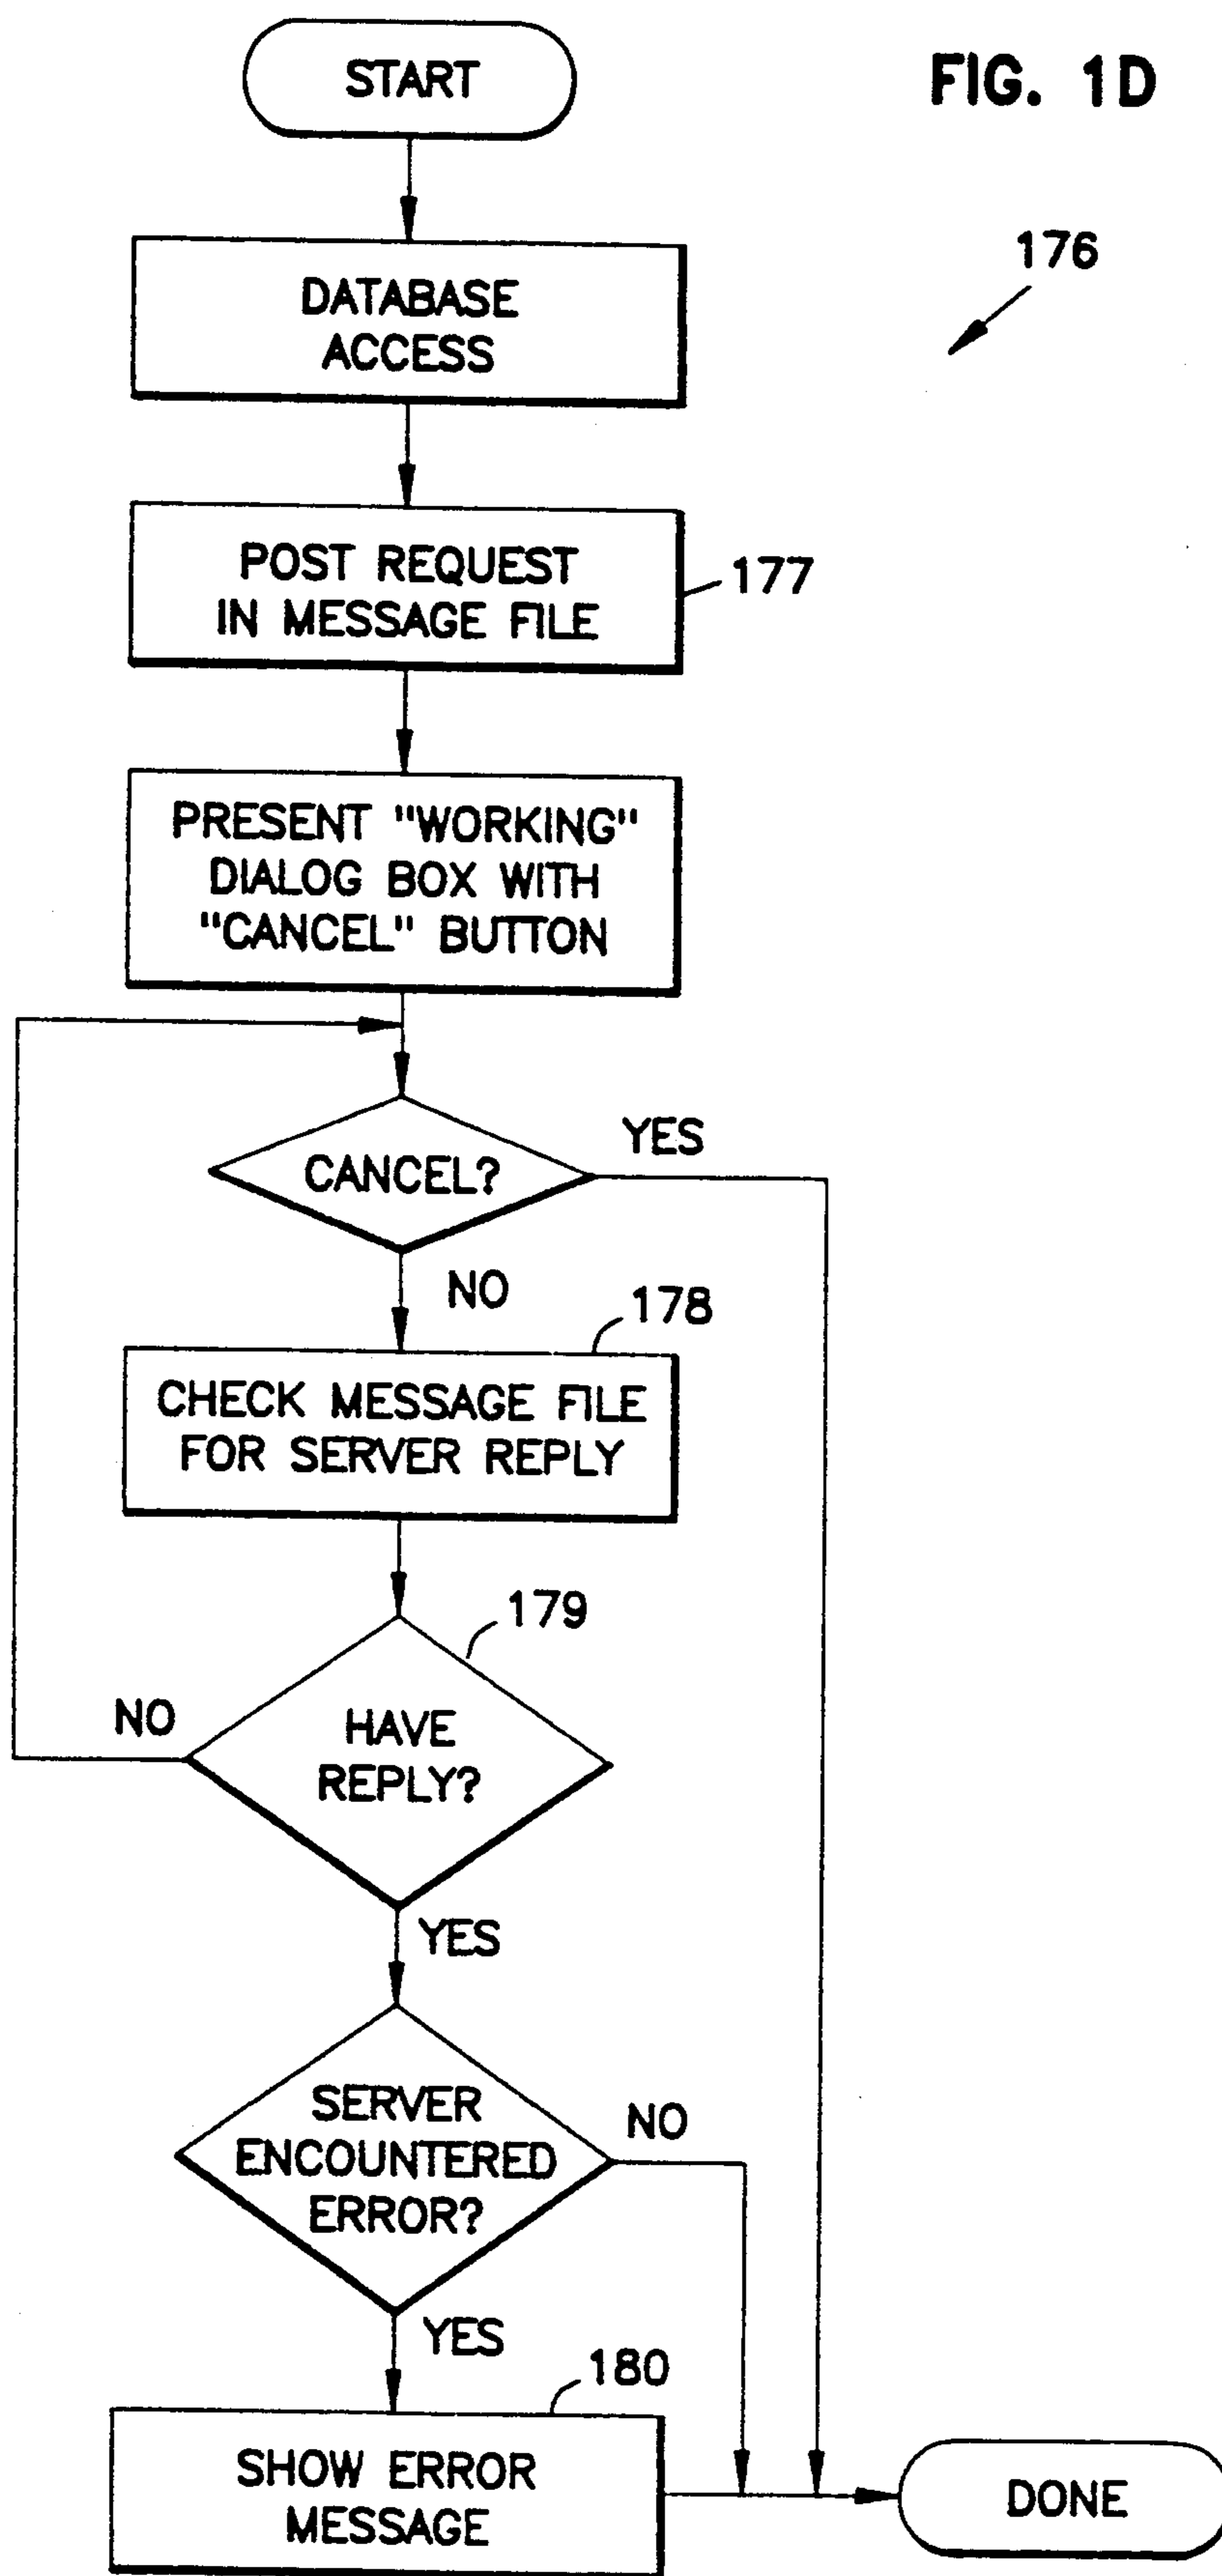 FIG. 1D
START
176
DATABASE
ACCESS
POST REQUEST
IN MESSAGE FILE
177
PRESENT "WORKING"
DIALOG BOX WITH
"CANCEL" BUTTON
CANCEL?
YES
NO
178
CHECK MESSAGE FILE
FOR SERVER REPLY
179
HAVE
REPLY?
NO
YES
SERVER
ENCOUNTERED
ERROR?
NO
YES
180
SHOW ERROR
MESSAGE
DONE